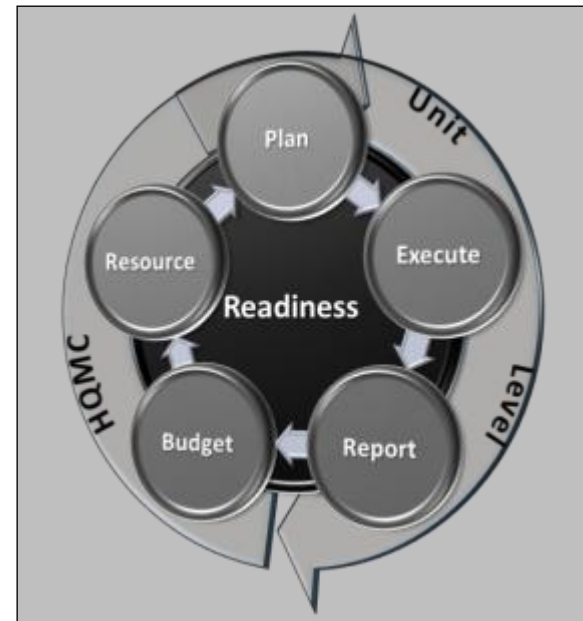 Plan
Unit
Execute
Level
Report
Budget
HQMC
Resource
Readiness